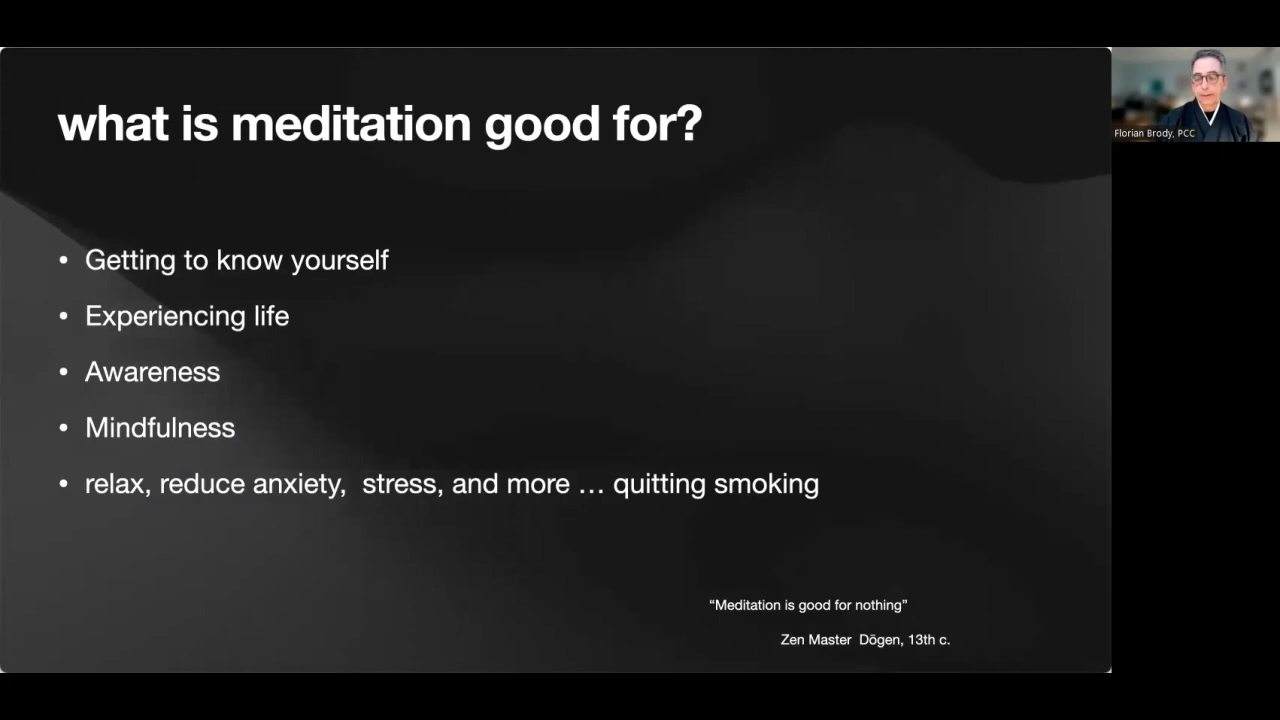 what is meditation good for?
• Getting to know yourself
• Experiencing life
• Awareness
• Mindfulness
• relax, reduce anxiety,  stress, and more … quitting smoking
“Meditation is good for nothing”
Zen Master  Dōgen, 13th c.
Florian Brody, PCC